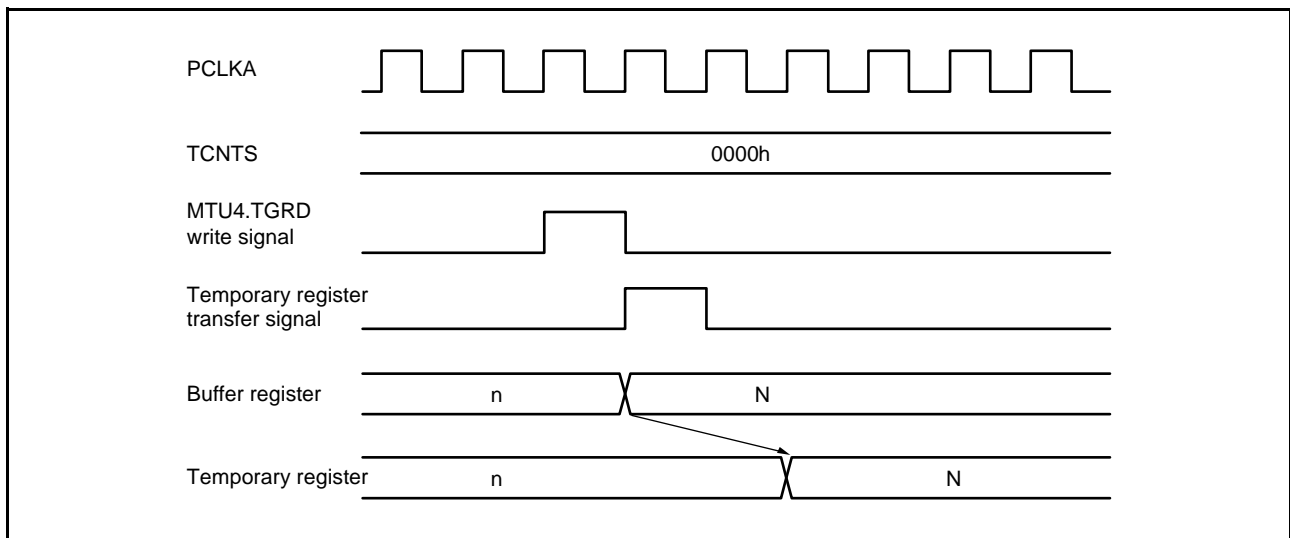 PCLKA
TCNTS
0000h
MTU4.TGRD
write signal
Temporary register
transfer signal
Buffer register
n
N
Temporary register
n
N